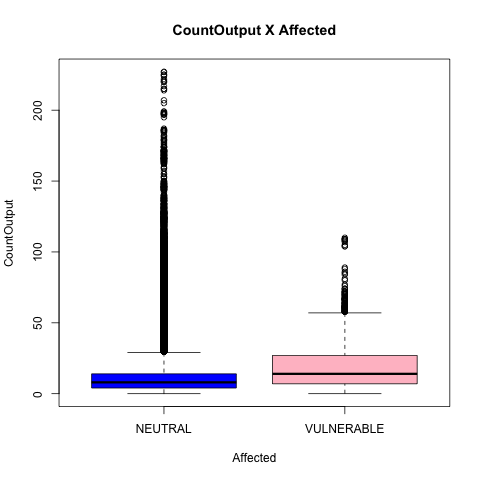 CountOutput X Affected
CountOutput
200
150
100
50
0
NEUTRAL VULNERABLE
Affected